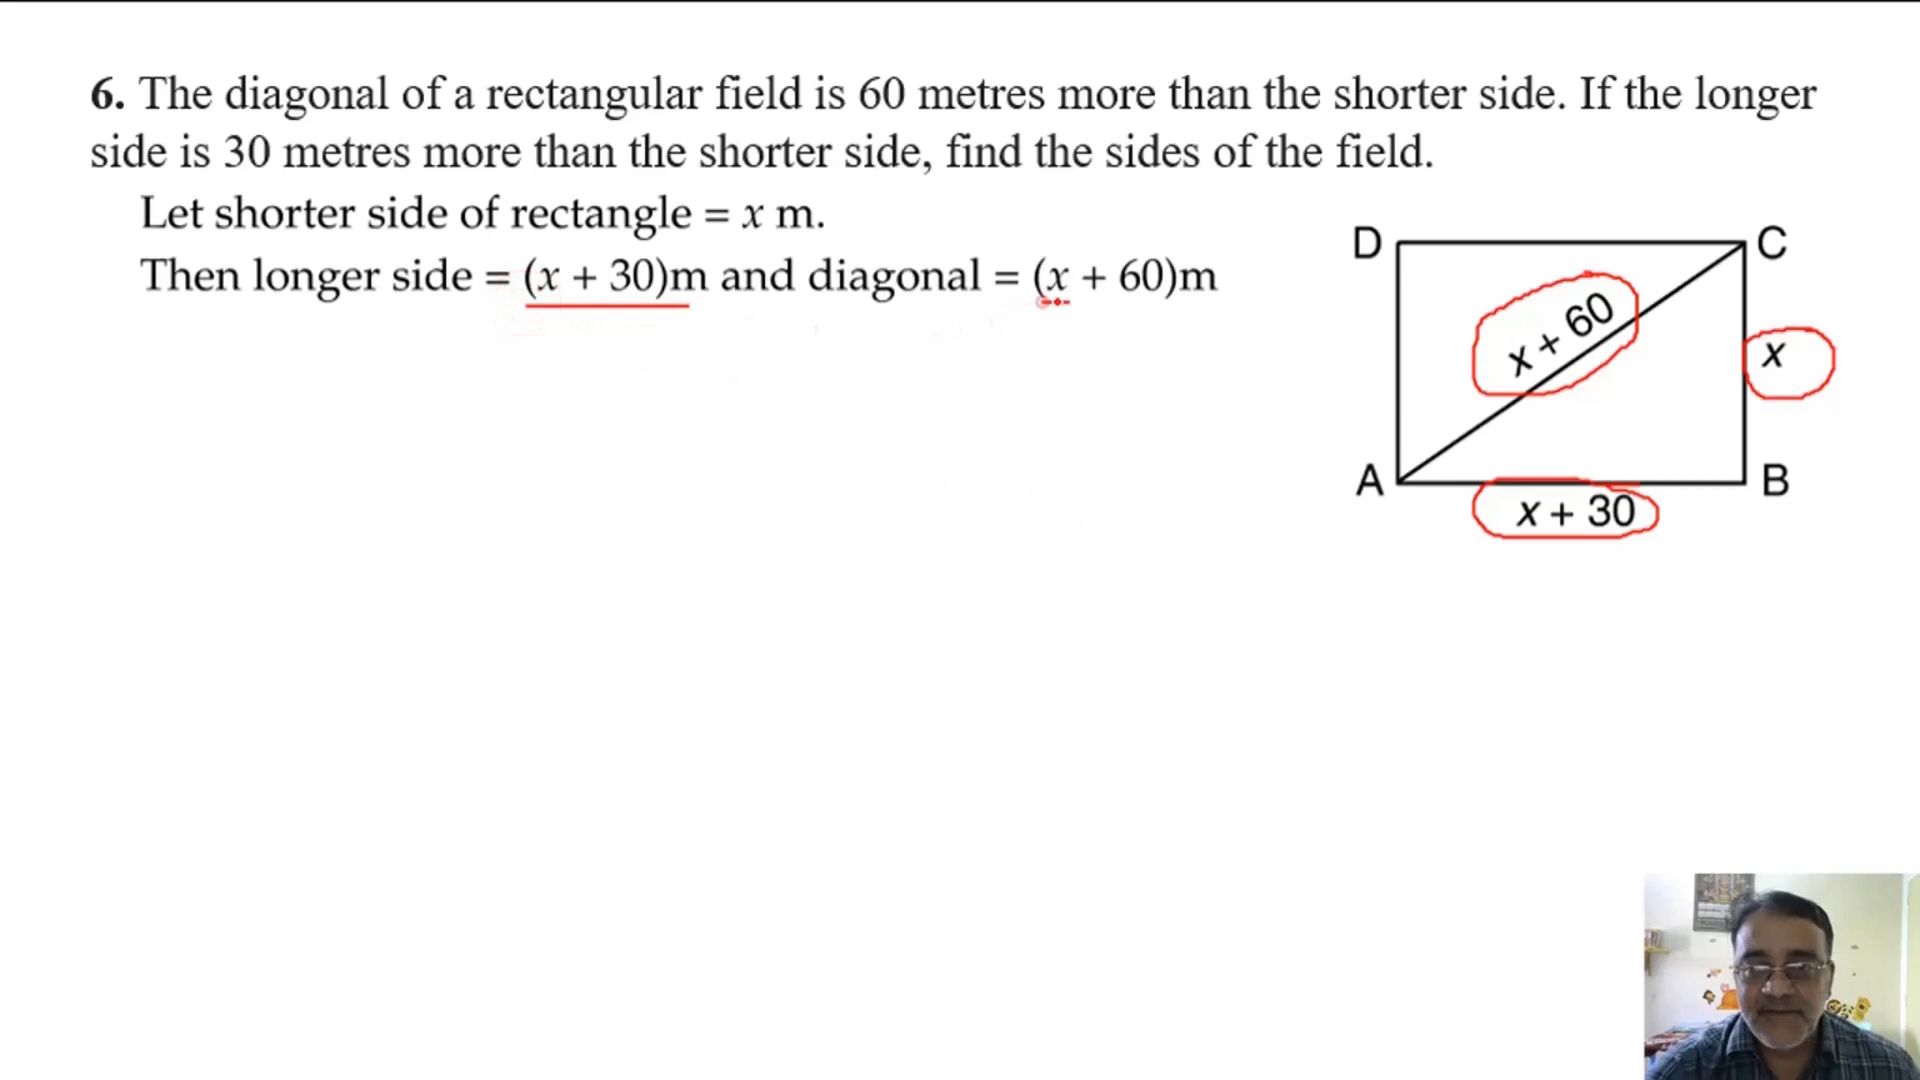 6. The diagonal of a rectangular field is 60 metres more than the shorter side. If the longer
side is 30 metres more than the shorter side, find the sides of the field.
Let shorter side of rectangle = x m.
Then longer side = (x + 30)m and diagonal = (x + 60)m
D
C
x + 60
x
A
B
x + 30